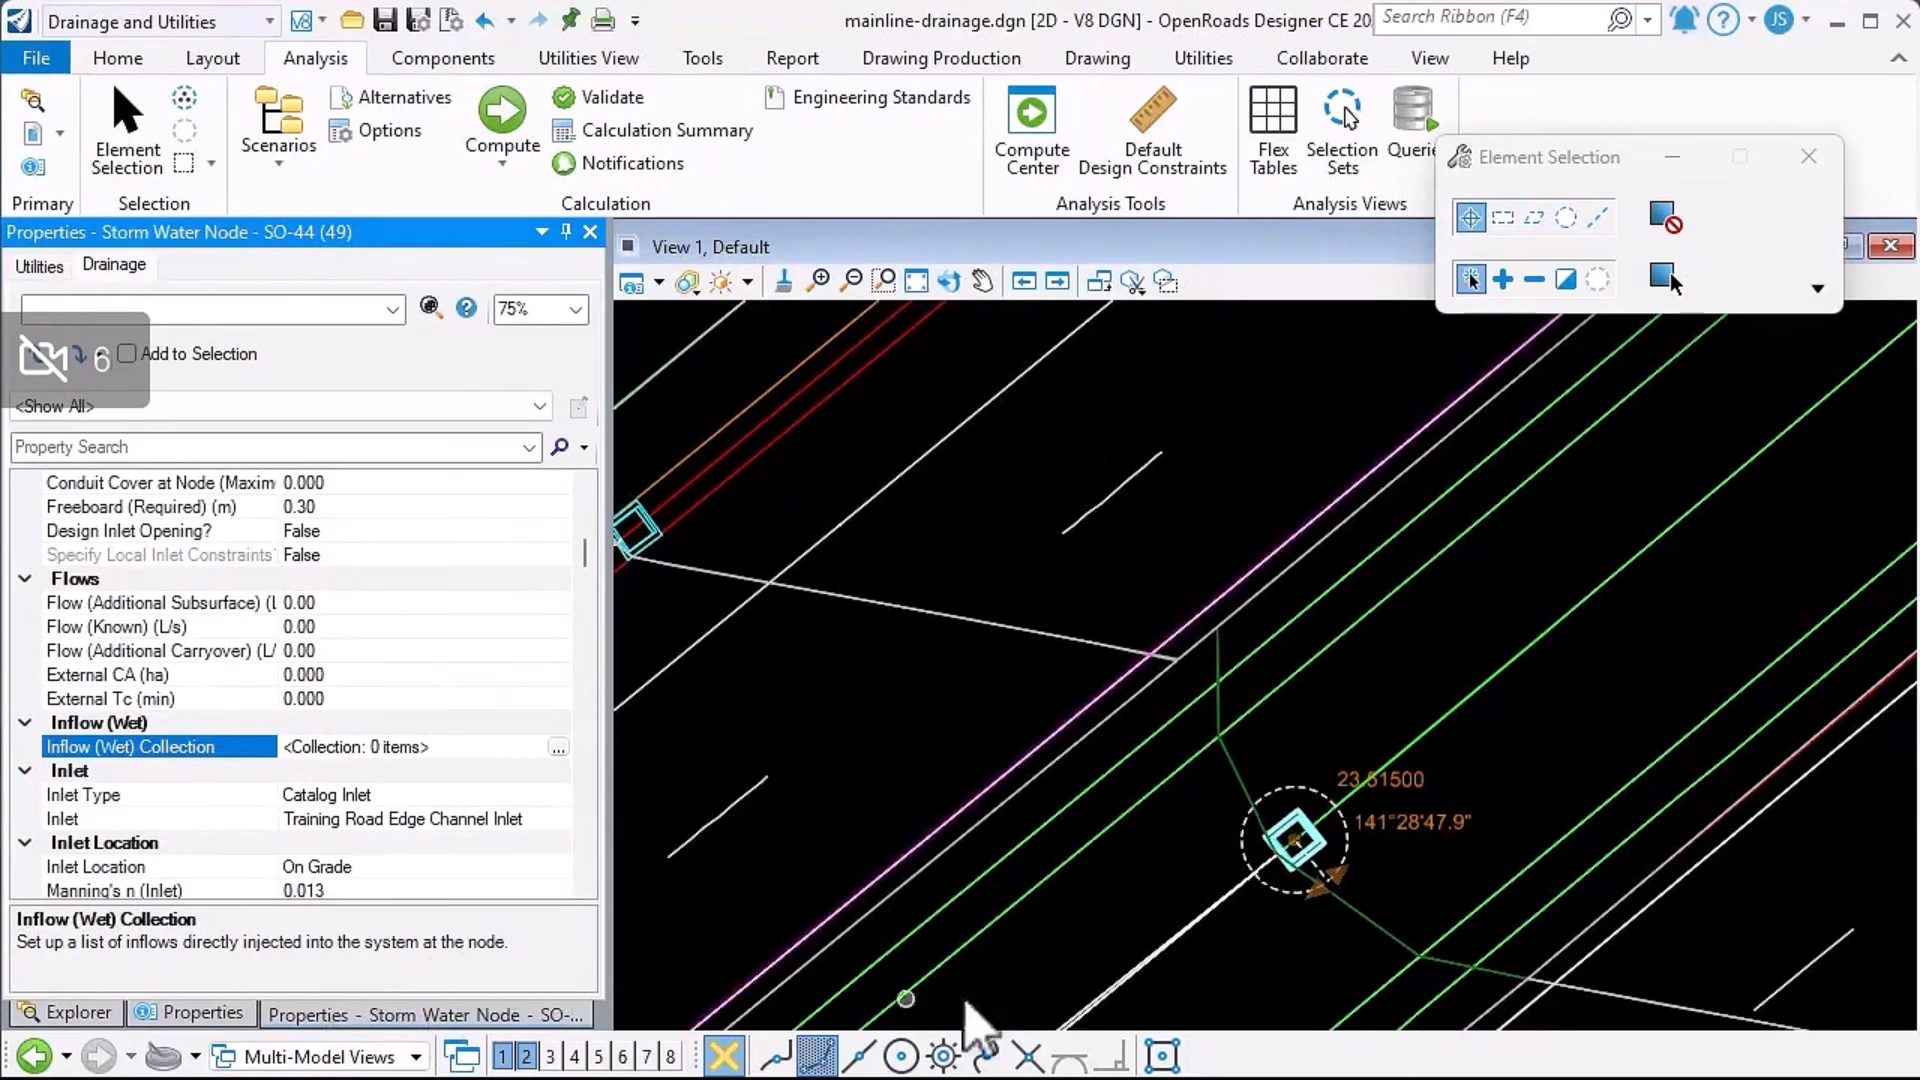 Drainage and Utilities
V8
mainline-drainage.dgn [2D - V8 DGN] - OpenRoads Designer CE 20
Search Ribbon (F4)
JS
File
Home
Layout
Analysis
Components
Utilities View
Tools
Report
Drawing Production
Drawing
Utilities
Collaborate
View
Help
Element
Selection
Scenarios
Alternatives
Options
Compute
Validate
Calculation Summary
Notifications
Engineering Standards
Compute
Center
Default
Design Constraints
Flex
Tables
Selection
Sets
Queri
Primary
Selection
Calculation
Analysis Tools
Analysis Views
Element Selection
Properties - Storm Water Node - SO-44 (49)
View 1, Default
Utilities
Drainage
75%
6
Add to Selection
<Show All>
Property Search
Conduit Cover at Node (Maxim 0.000
Freeboard (Required) (m) 0.30
Design Inlet Opening? False
Specify Local Inlet Constraints? False
Flows
Flow (Additional Subsurface) (L 0.00
Flow (Known) (L/s) 0.00
Flow (Additional Carryover) (L/ 0.00
External CA (ha) 0.000
External Tc (min) 0.000
Inflow (Wet)
Inflow (Wet) Collection <Collection: 0 items> ...
Inlet
Inlet Type Catalog Inlet
Inlet Training Road Edge Channel Inlet
Inlet Location
Inlet Location On Grade
Manning's n (Inlet) 0.013
Inflow (Wet) Collection
Set up a list of inflows directly injected into the system at the node.
23.51500
141°28'47.9"
Explorer
Properties
Properties - Storm Water Node - SO-...
Multi-Model Views
1 2 3 4 5 6 7 8